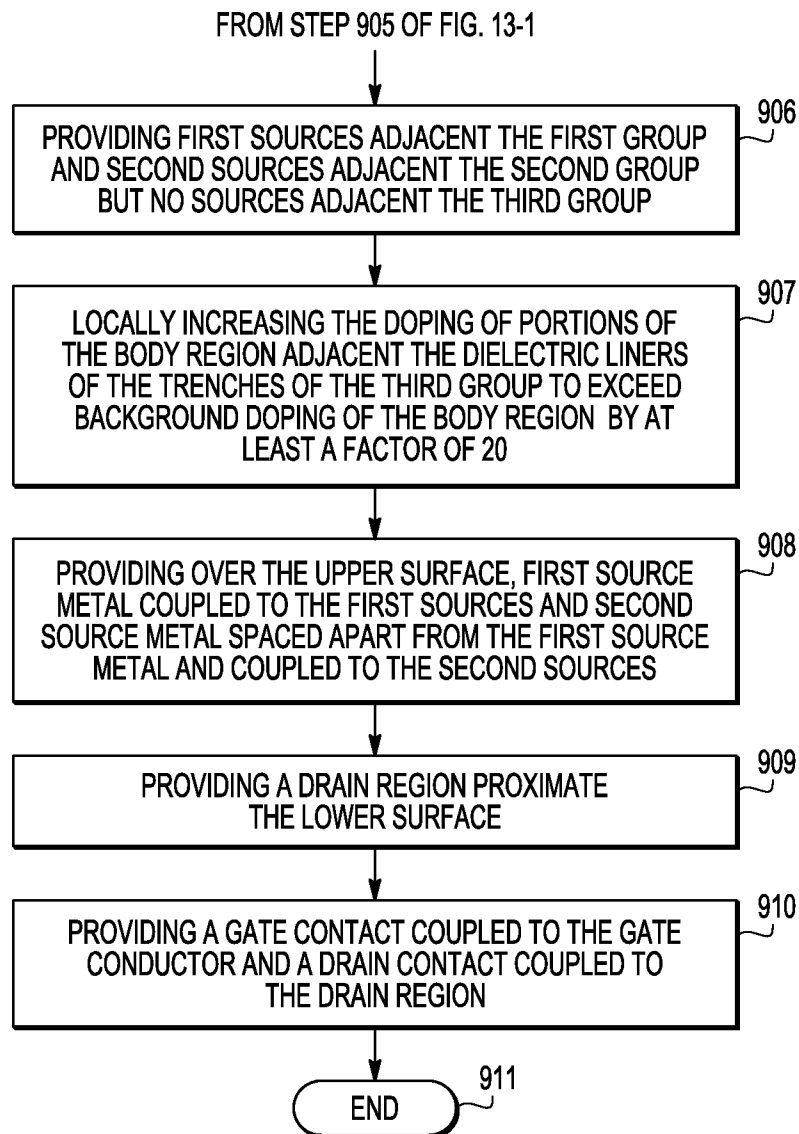 FROM STEP 905 OF FIG. 13-1
906
PROVIDING FIRST SOURCES ADJACENT THE FIRST GROUP
AND SECOND SOURCES ADJACENT THE SECOND GROUP
BUT NO SOURCES ADJACENT THE THIRD GROUP
907
LOCALLY INCREASING THE DOPING OF PORTIONS OF
THE BODY REGION ADJACENT THE DIELECTRIC LINERS
OF THE TRENCHES OF THE THIRD GROUP TO EXCEED
BACKGROUND DOPING OF THE BODY REGION BY AT
LEAST A FACTOR OF 20
908
PROVIDING OVER THE UPPER SURFACE, FIRST SOURCE
METAL COUPLED TO THE FIRST SOURCES AND SECOND
SOURCE METAL SPACED APART FROM THE FIRST SOURCE
METAL AND COUPLED TO THE SECOND SOURCES
909
PROVIDING A DRAIN REGION PROXIMATE
THE LOWER SURFACE
910
PROVIDING A GATE CONTACT COUPLED TO THE GATE
CONDUCTOR AND A DRAIN CONTACT COUPLED TO
THE DRAIN REGION
911
END